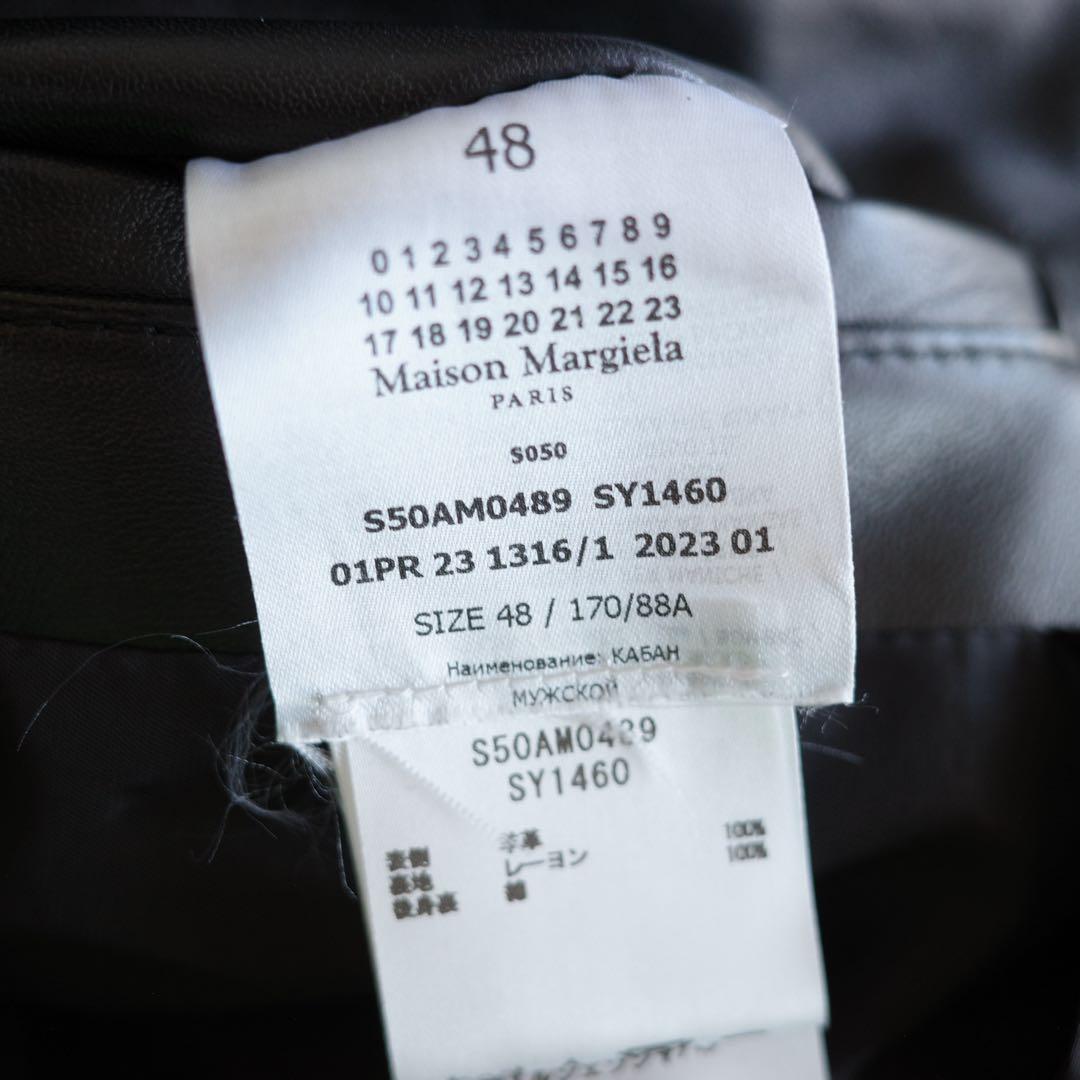 48
0 1 2 3 4 5 6 7 8 9
10 11 12 13 14 15 16
17 18 19 20 21 22 23
Maison Margiela
PARIS
S050
S50AM0489 SY1460
01PR 23 1316/1 2023 01
SIZE 48 / 170/88A
Наименование: КАБАН
МУЖСКОЙ
S50AM0489
SY1460
表側 羊革 100%
裏地 レーヨン 100%
後身裏 綿